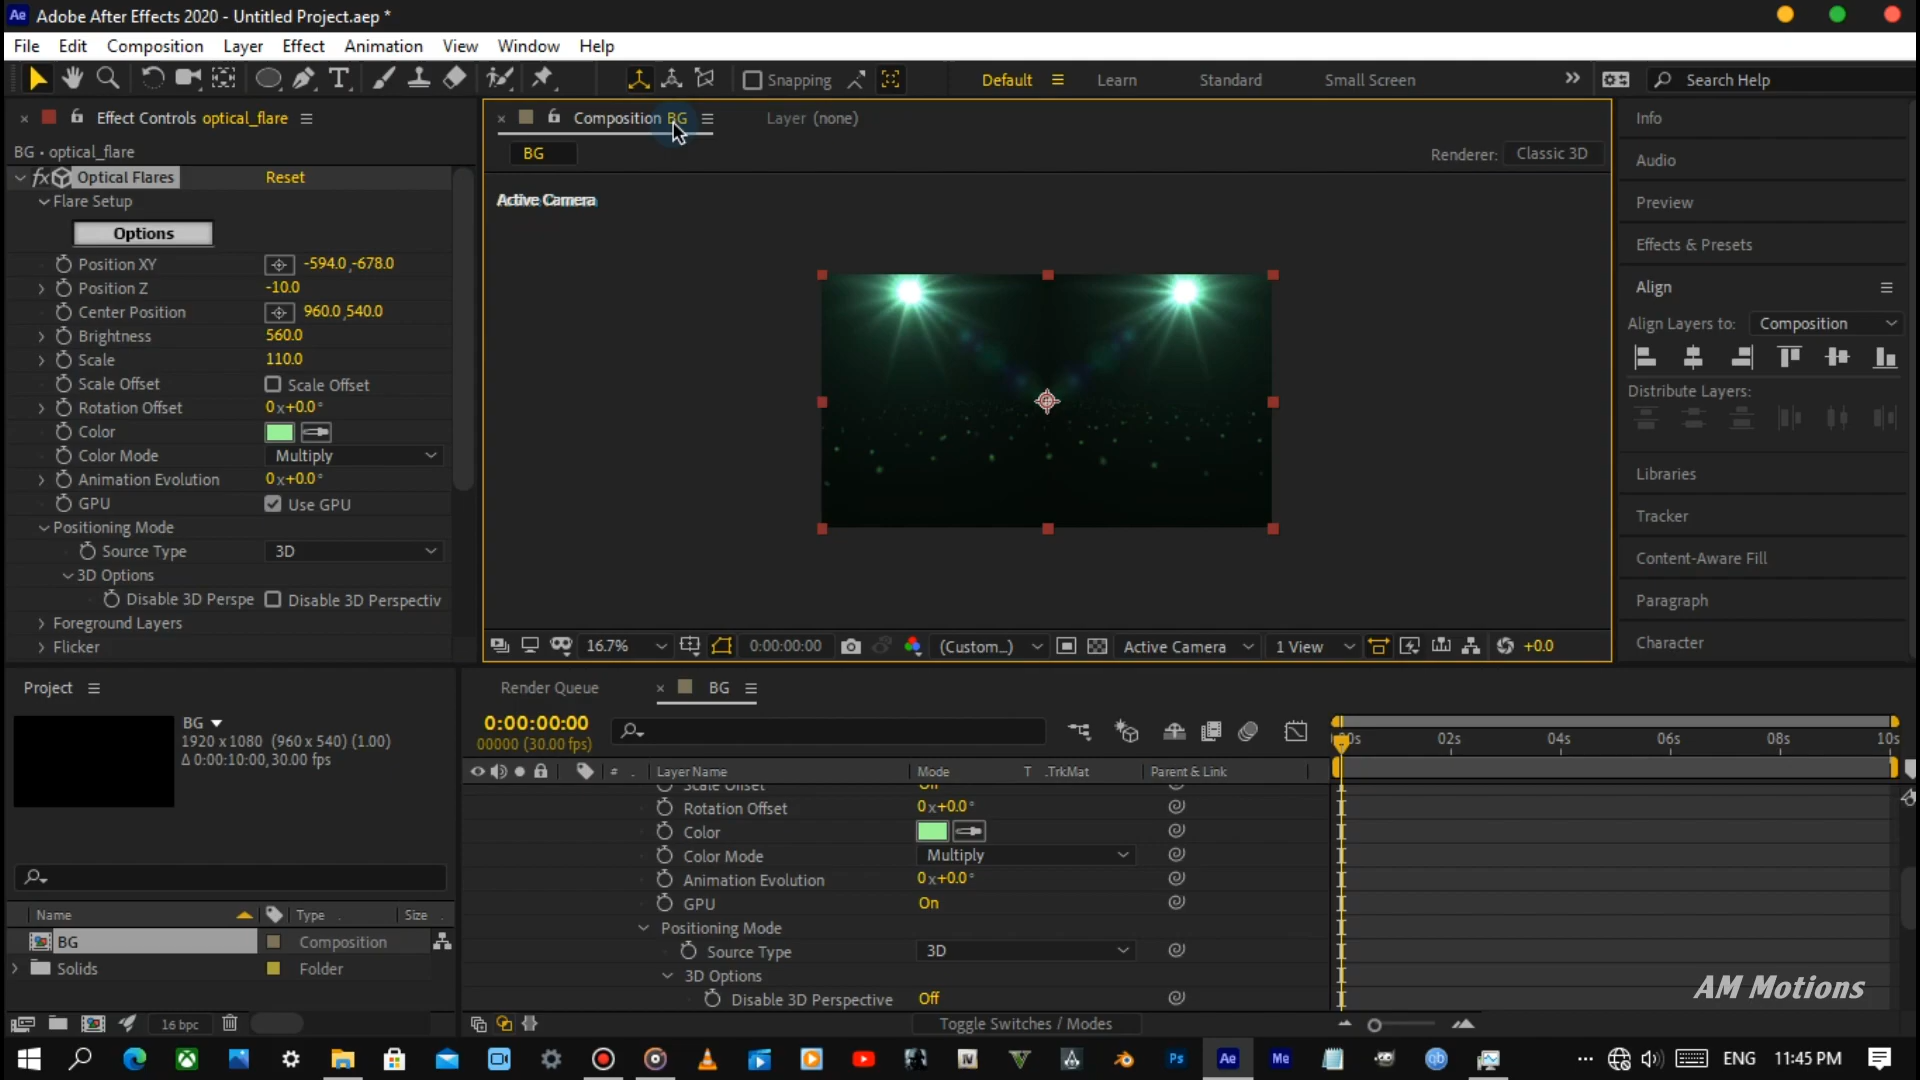 Ae Adobe After Effects 2020 - Untitled Project.aep *
File Edit Composition Layer Effect Animation View Window Help
Snapping Default Learn Standard Small Screen Search Help
Effect Controls optical_flare
BG • optical_flare
fx Optical Flares Reset
Flare Setup
Options
Position XY -594.0,-678.0
Position Z -10.0
Center Position 960.0,540.0
Brightness 560.0
Scale 110.0
Scale Offset Scale Offset
Rotation Offset 0x+0.0°
Color
Color Mode Multiply
Animation Evolution 0x+0.0°
GPU Use GPU
Positioning Mode
Source Type 3D
3D Options
Disable 3D Perspe Disable 3D Perspectiv
Foreground Layers
Flicker
Composition BG Layer (none)
BG Renderer: Classic 3D
Active Camera
16.7% 0:00:00:00 (Custom...) Active Camera 1 View +0.0
Info
Audio
Preview
Effects & Presets
Align
Align Layers to: Composition
Distribute Layers:
Libraries
Tracker
Content-Aware Fill
Paragraph
Character
Project
BG
1920 x 1080 (960 x 540) (1.00)
Δ 0:00:10:00, 30.00 fps
Name Type Size
BG Composition
Solids Folder
16 bpc
Render Queue BG
0:00:00:00
00000 (30.00 fps)
02s 04s 06s 08s 10s
# Layer Name Mode T .TrkMat Parent & Link
Scale Offset Off
Rotation Offset 0x+0.0°
Color
Color Mode Multiply
Animation Evolution 0x+0.0°
GPU On
Positioning Mode
Source Type 3D
3D Options
Disable 3D Perspective Off
Toggle Switches / Modes
AM Motions
Ps Ae Me qb ENG 11:45 PM